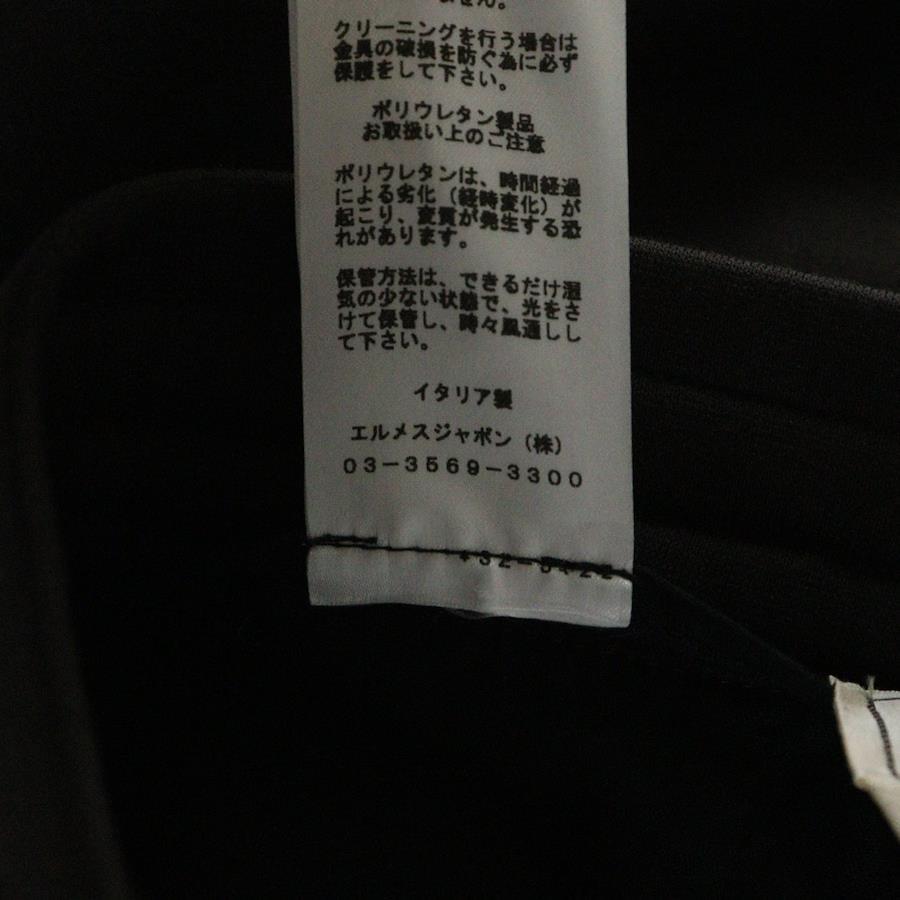 ません。
クリーニングを行う場合は
金具の破損を防ぐ為に必ず
保護をして下さい。
ポリウレタン製品
お取扱い上のご注意
ポリウレタンは、時間経過
による劣化（経時変化）が
起こり、変質が発生する恐
れがあります。
保管方法は、できるだけ湿
気の少ない状態で、光をさ
けて保管し、時々風通しし
て下さい。
イタリア製
エルメスジャポン（株）
03-3569-3300